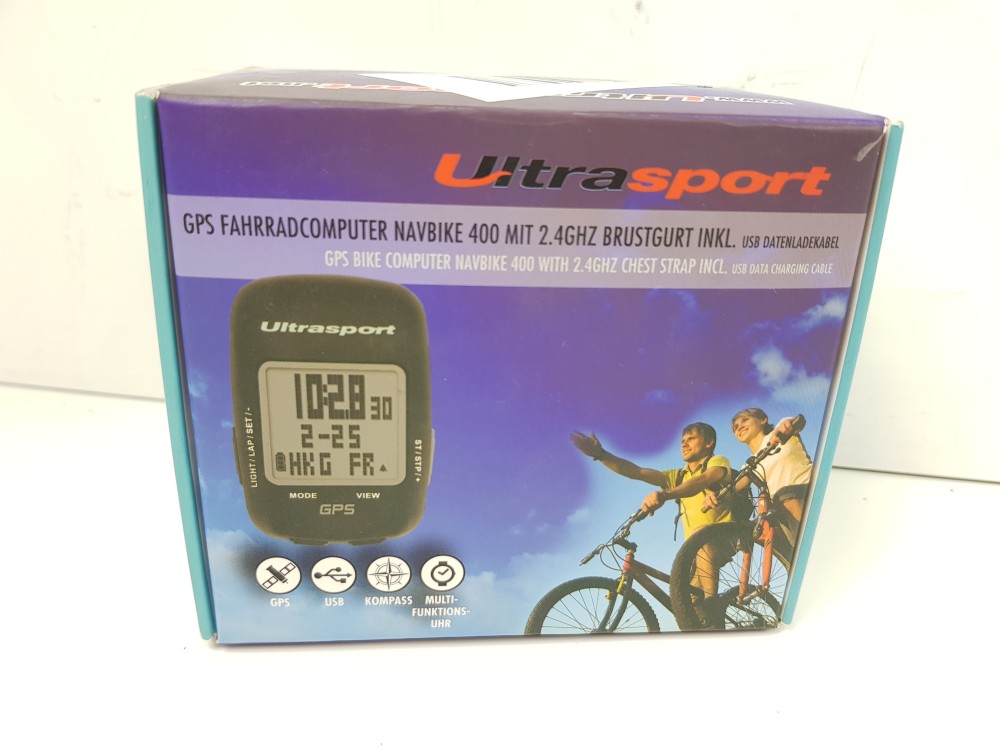 Ultrasport
GPS FAHRRADCOMPUTER NAVBIKE 400 MIT 2.4GHZ BRUSTGURT INKL. USB DATENLADEKABEL
GPS BIKE COMPUTER NAVBIKE 400 WITH 2.4GHZ CHEST STRAP INCL. USB DATA CHARGING CABLE
Ultrasport
10:28 30
2-25
HKG FR
LIGHT/LAP/SET/-
ST/STP/+
MODE VIEW
GPS
GPS
USB
KOMPASS
MULTI-
FUNKTIONS-
UHR